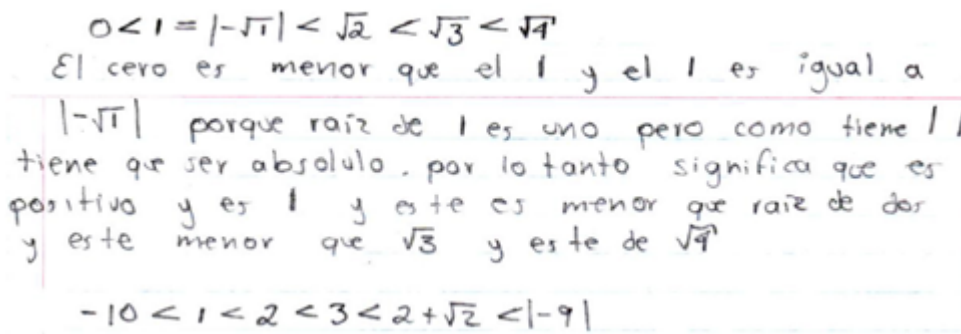 0 < 1 = |-√1| < √2 < √3 < √4
El cero es menor que el 1 y el 1 es igual a
|-√1| porque raiz de 1 es uno pero como tiene | |
tiene que ser absolulo. por lo tanto significa que es
positivo y es 1 y este es menor que raiz de dos
y este menor que √3 y este de √4
-10 < 1 < 2 < 3 < 2+√2 < |-9|